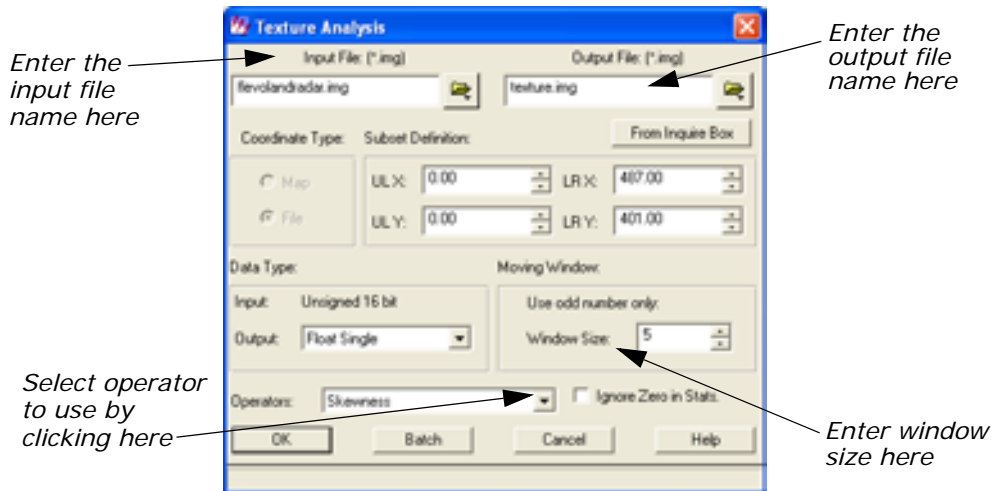 Texture Analysis
Enter the
input file
name here
Input File: (*.img)
Output File: (*.img)
Enter the
output file
name here
flevolandradar.img
texture.img
From Inquire Box
Coordinate Type:
Subset Definition:
Map
File
UL X: 0.00
LR X: 487.00
UL Y: 0.00
LR Y: 401.00
Data Type:
Moving Window:
Input: Unsigned 16 bit
Use odd number only:
Output: Float Single
Window Size: 5
Select operator
to use by
clicking here
Operators: Skewness
Ignore Zero in Stats.
OK
Batch
Cancel
Help
Enter window
size here